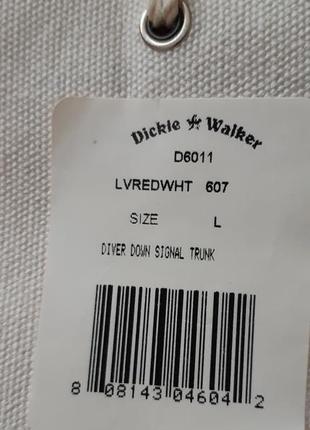 Dickie Walker
D6011
LVREDWHT 607
SIZE L
DIVER DOWN SIGNAL TRUNK
8 08143 04604 2